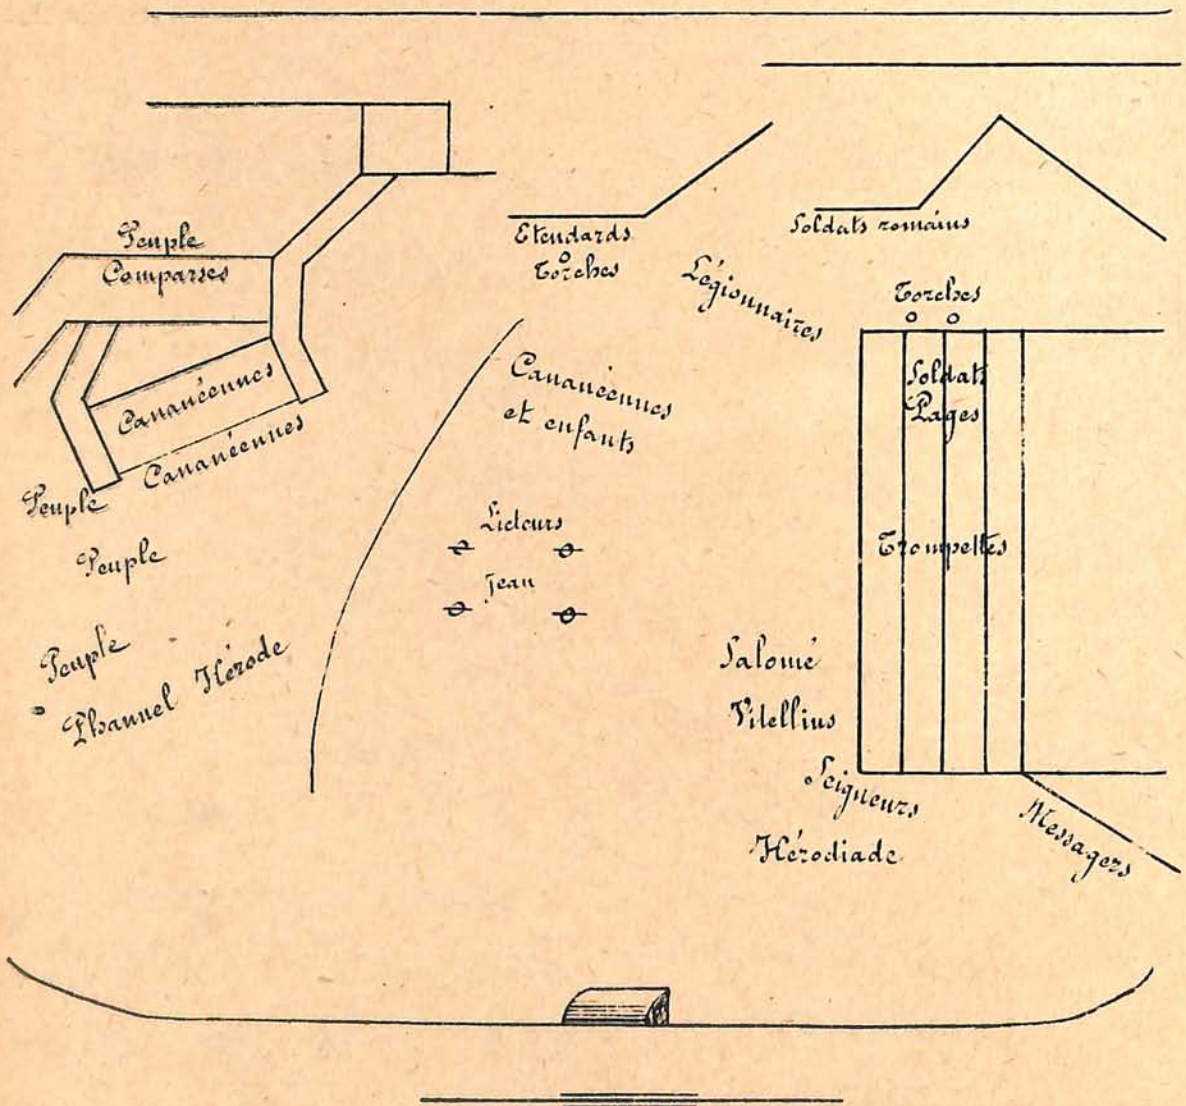 Peuple
Comparses
Etendards
Torches
Soldats romains
Légionnaires
Torches
Cananéennes
Cananéennes
Cananéennes
et enfants
Soldats
Pages
Peuple
Peuple
Licteurs
Trompettes
Jean
Peuple
Phanuel Hérode
Salomé
Vitellius
Seigneurs
Hérodiade
Messagers